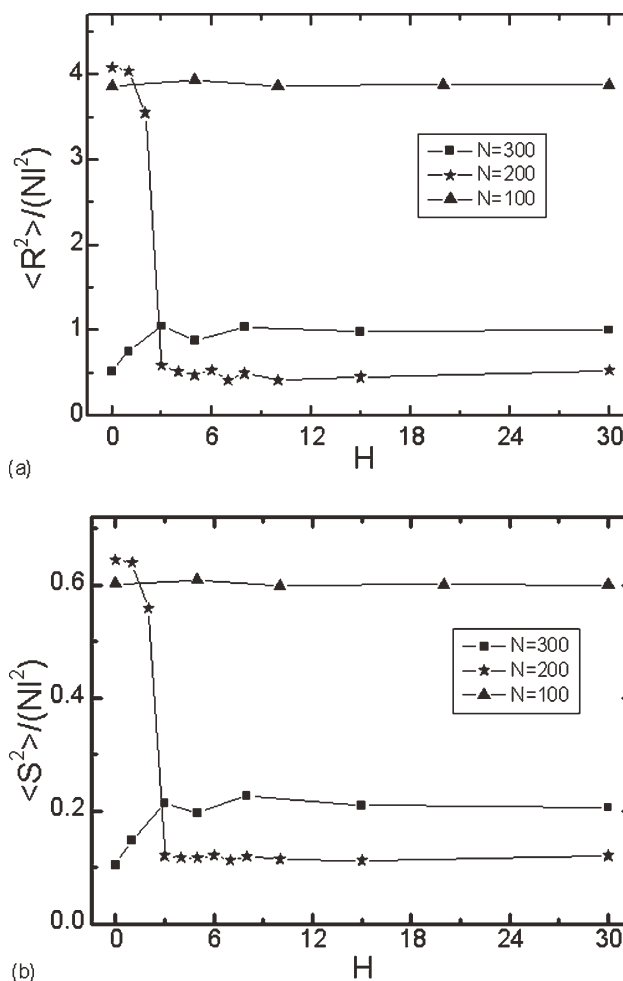 (a)
<R²>/(Nl²)
4
3
2
1
0
N=300
N=200
N=100
0 6 12 18 24 30
H
(b)
<S²>/(Nl²)
0.6
0.4
0.2
0.0
N=300
N=200
N=100
0 6 12 18 24 30
H